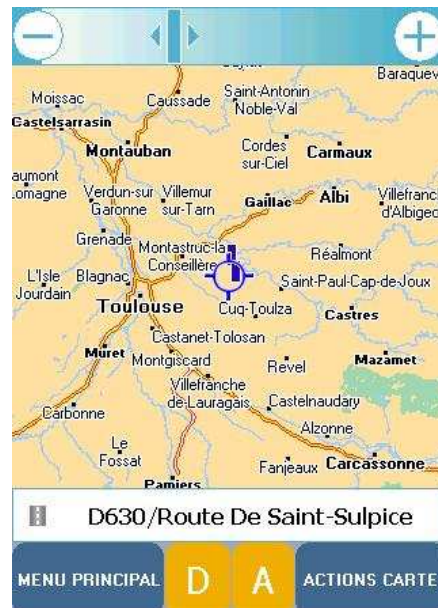 Baraquev
Moissac
Caussade
Saint-Antonin
Noble-Val
Castelsarrasin
Montauban
Cordes
sur-Ciel
Carmaux
aumont
omagne
Verdun-sur
Garonne
Villemur
sur-Tarn
Gaillac
Albi
Villefranch
d'Albigeo
Grenade
Montastruc-la
Conseillère
Réalmont
L'Isle
Jourdain
Blagnac
Saint-Paul-Cap-de-Joux
Toulouse
Cuq-Toulza
Castres
Castanet-Tolosan
Muret
Montgiscard
Revel
Mazamet
Villefranche
de-Lauragais
Castelnaudary
Carbonne
Alzonne
Le
Fossat
Fanjeaux
Carcassonne
Pamiers
D630/Route De Saint-Sulpice
MENU PRINCIPAL
D
A
ACTIONS CARTE